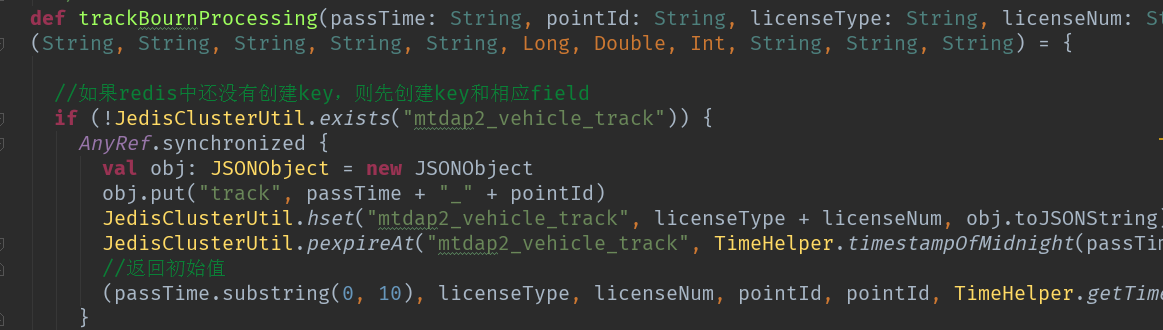 def trackBournProcessing(passTime: String, pointId: String, licenseType: String, licenseNum:
(String, String, String, String, String, Long, Double, Int, String, String, String) = {
//如果redis中还没有创建key，则先创建key和相应field
if (!JedisClusterUtil.exists("mtdap2_vehicle_track")) {
AnyRef.synchronized {
val obj: JSONObject = new JSONObject
obj.put("track", passTime + "_" + pointId)
JedisClusterUtil.hset("mtdap2_vehicle_track", licenseType + licenseNum, obj.toJSONString
JedisClusterUtil.pexpireAt("mtdap2_vehicle_track", TimeHelper.timestampOfMidnight(passTim
//返回初始值
(passTime.substring(0, 10), licenseType, licenseNum, pointId, pointId, TimeHelper.getTime
}